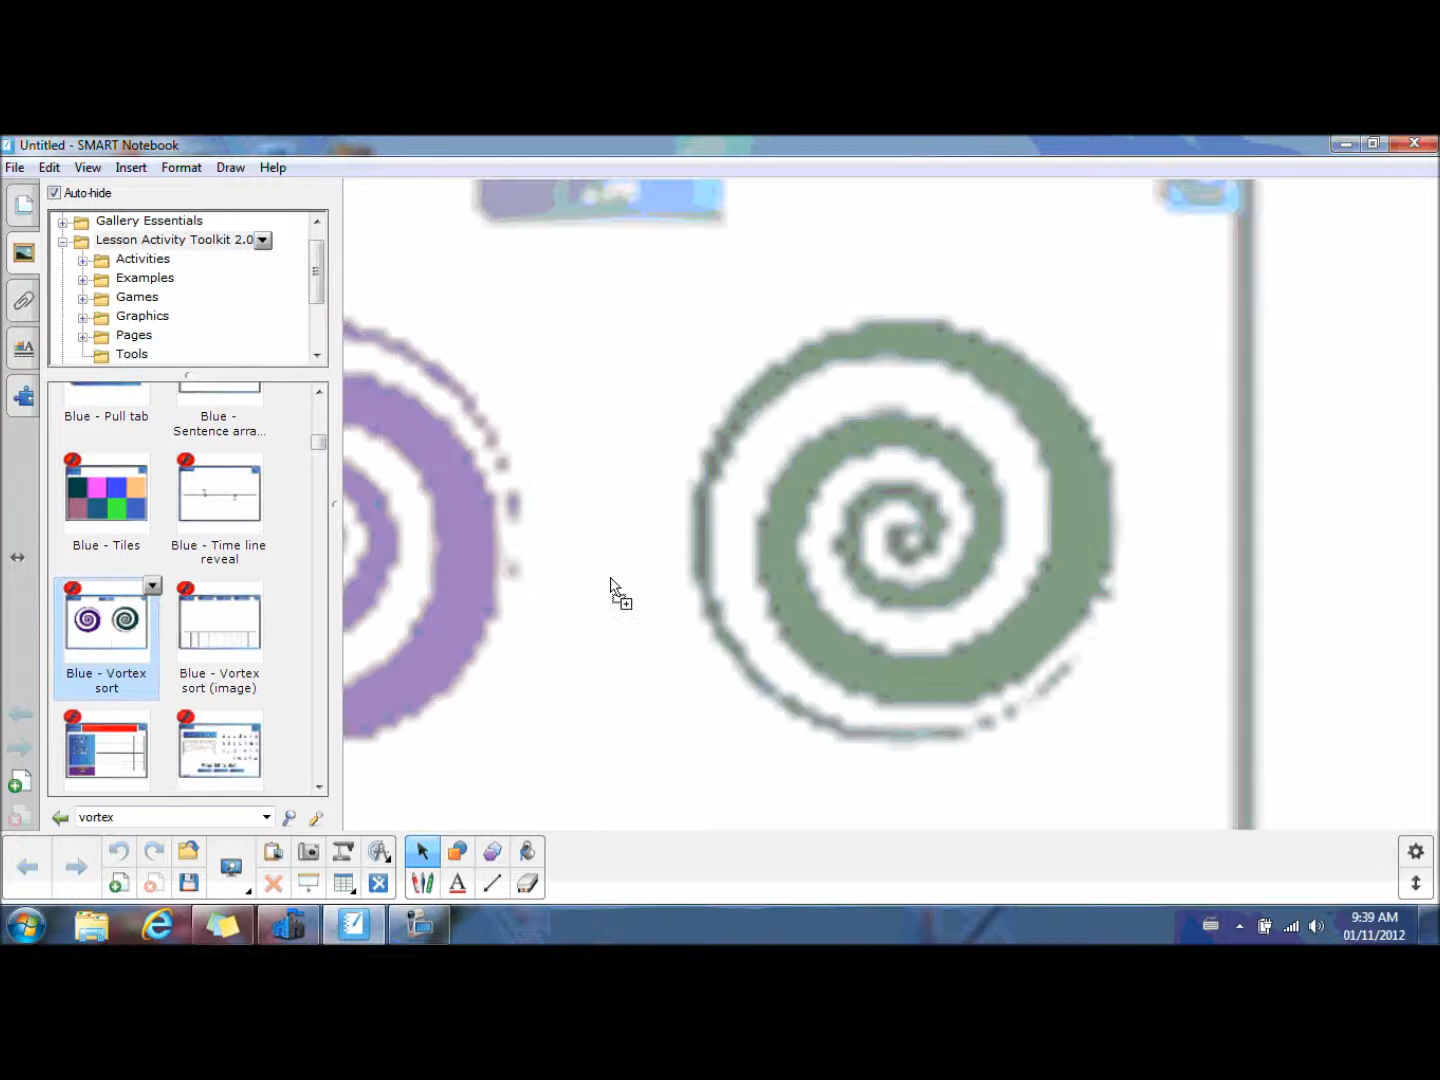 Untitled - SMART Notebook
File Edit View Insert Format Draw Help
Auto-hide
Gallery Essentials
Lesson Activity Toolkit 2.0
Activities
Examples
Games
Graphics
Pages
Tools
Blue - Pull tab
Blue -
Sentence arra...
Blue - Tiles
Blue - Time line
reveal
Blue - Vortex
sort
Blue - Vortex
sort (image)
vortex
9:39 AM
01/11/2012